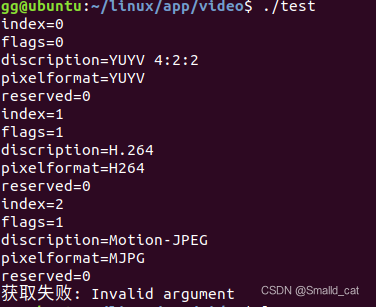 gg@ubuntu:~/linux/app/video$ ./test
index=0
flags=0
discription=YUYV 4:2:2
pixelformat=YUYV
reserved=0
index=1
flags=1
discription=H.264
pixelformat=H264
reserved=0
index=2
flags=1
discription=Motion-JPEG
pixelformat=MJPG
reserved=0
获取失败: Invalid argument
CSDN @Smalld_cat